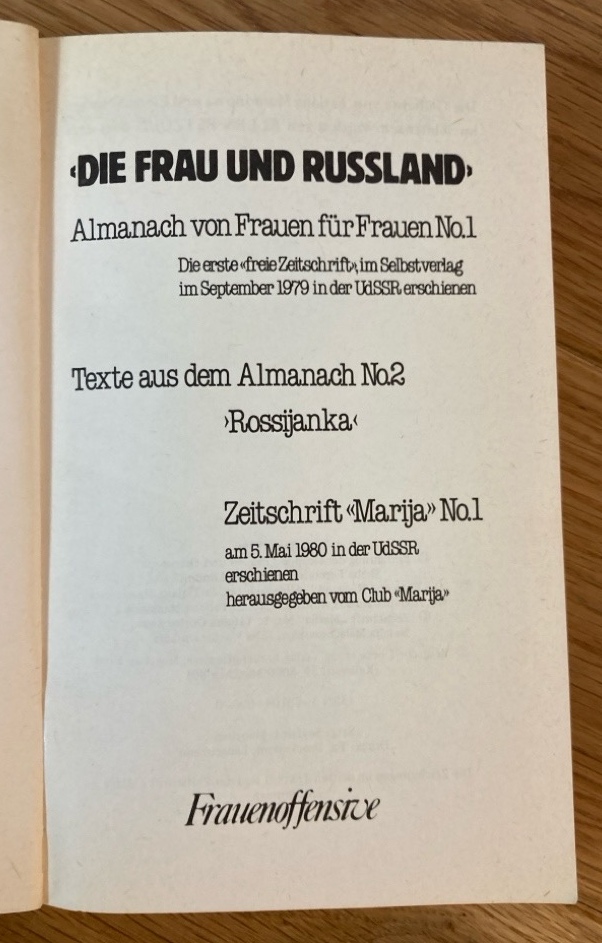 ‹DIE FRAU UND RUSSLAND›
Almanach von Frauen für Frauen No.1
Die erste «freie Zeitschrift», im Selbstverlag
im September 1979 in der UdSSR erschienen
Texte aus dem Almanach No.2
›Rossijanka‹
Zeitschrift «Marija» No.1
am 5. Mai 1980 in der UdSSR
erschienen
herausgegeben vom Club «Marija»
Frauenoffensive